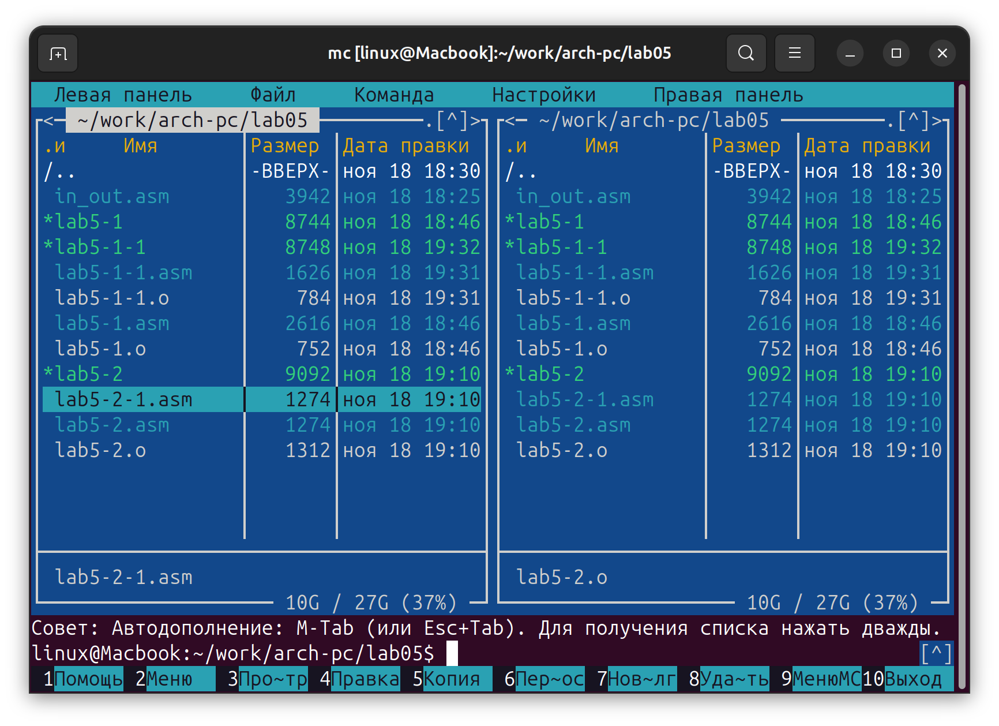 mc [linux@Macbook]:~/work/arch-pc/lab05
Левая панель Файл Команда Настройки Правая панель
<─ ~/work/arch-pc/lab05 ─.[^]> <─ ~/work/arch-pc/lab05 ─.[^]>
.и Имя Размер Дата правки .и Имя Размер Дата правки
/.. -ВВЕРХ- ноя 18 18:30 /.. -ВВЕРХ- ноя 18 18:30
in_out.asm 3942 ноя 18 18:25 in_out.asm 3942 ноя 18 18:25
*lab5-1 8744 ноя 18 18:46 *lab5-1 8744 ноя 18 18:46
*lab5-1-1 8748 ноя 18 19:32 *lab5-1-1 8748 ноя 18 19:32
lab5-1-1.asm 1626 ноя 18 19:31 lab5-1-1.asm 1626 ноя 18 19:31
lab5-1-1.o 784 ноя 18 19:31 lab5-1-1.o 784 ноя 18 19:31
lab5-1.asm 2616 ноя 18 18:46 lab5-1.asm 2616 ноя 18 18:46
lab5-1.o 752 ноя 18 18:46 lab5-1.o 752 ноя 18 18:46
*lab5-2 9092 ноя 18 19:10 *lab5-2 9092 ноя 18 19:10
lab5-2-1.asm 1274 ноя 18 19:10 lab5-2-1.asm 1274 ноя 18 19:10
lab5-2.asm 1274 ноя 18 19:10 lab5-2.asm 1274 ноя 18 19:10
lab5-2.o 1312 ноя 18 19:10 lab5-2.o 1312 ноя 18 19:10
lab5-2-1.asm lab5-2.o
10G / 27G (37%) 10G / 27G (37%)
Совет: Автодополнение: M-Tab (или Esc+Tab). Для получения списка нажать дважды.
linux@Macbook:~/work/arch-pc/lab05$ [^]
1Помощь 2Меню 3Про~тр 4Правка 5Копия 6Пер~ос 7Нов~лг 8Уда~ть 9МенюMC 10Выход